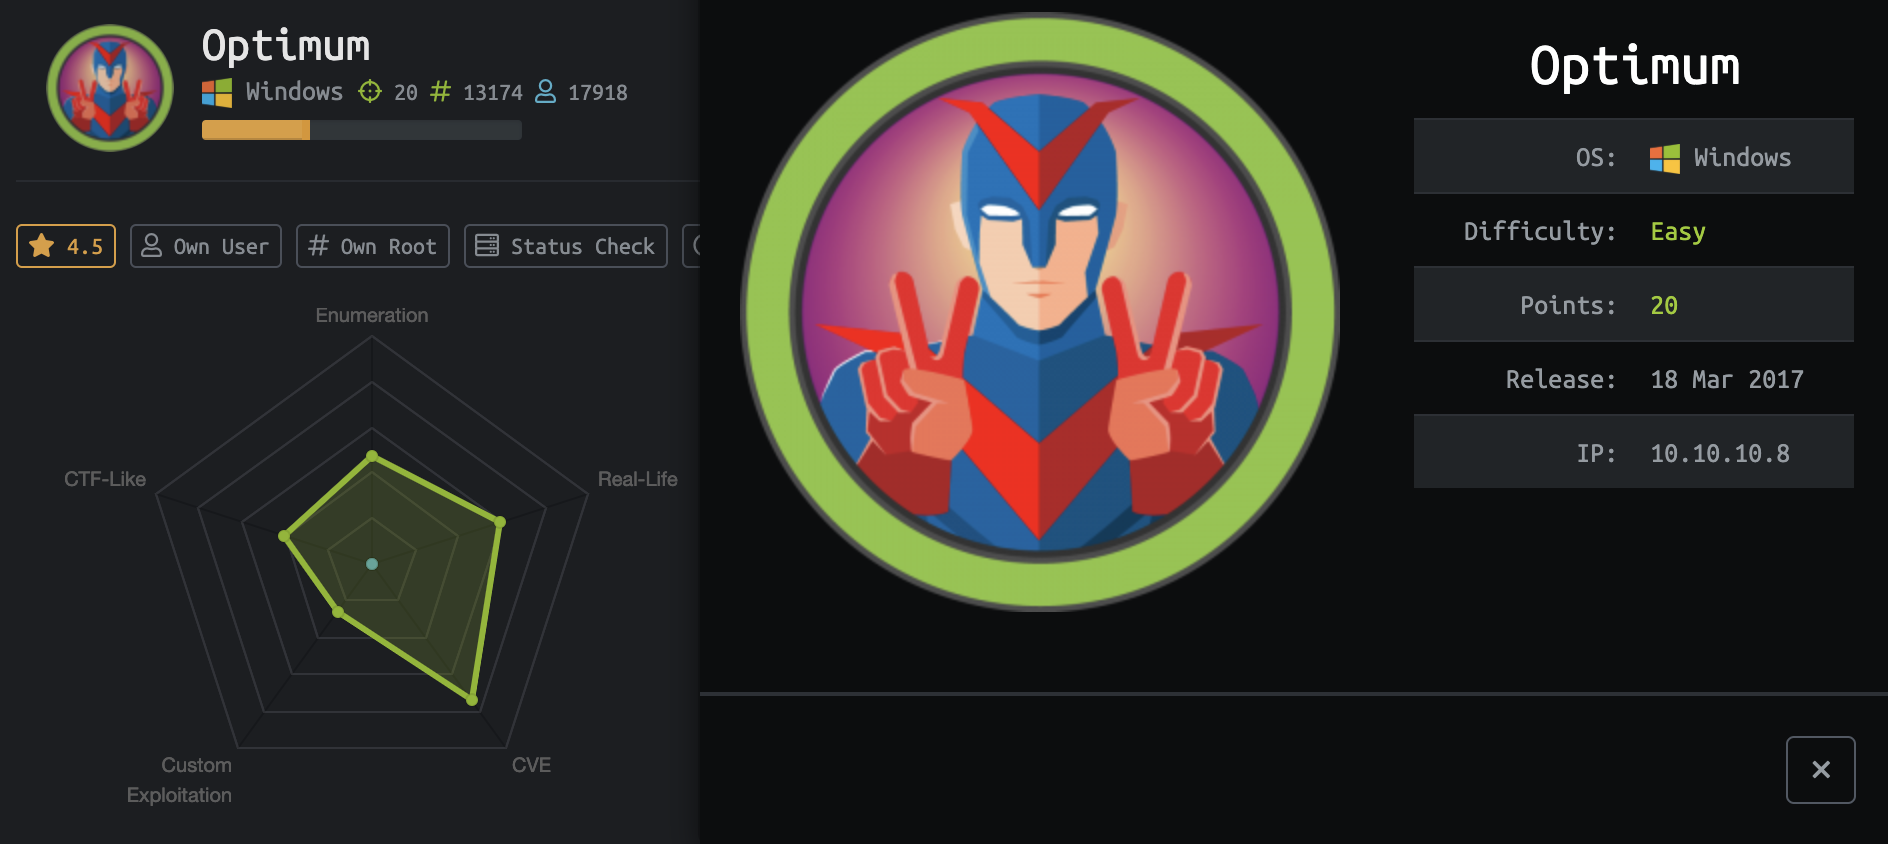 Optimum
Windows 20 # 13174 17918
4.5 Own User # Own Root Status Check
Enumeration
CTF-Like
Real-Life
Custom
Exploitation
CVE
Optimum
OS: Windows
Difficulty: Easy
Points: 20
Release: 18 Mar 2017
IP: 10.10.10.8